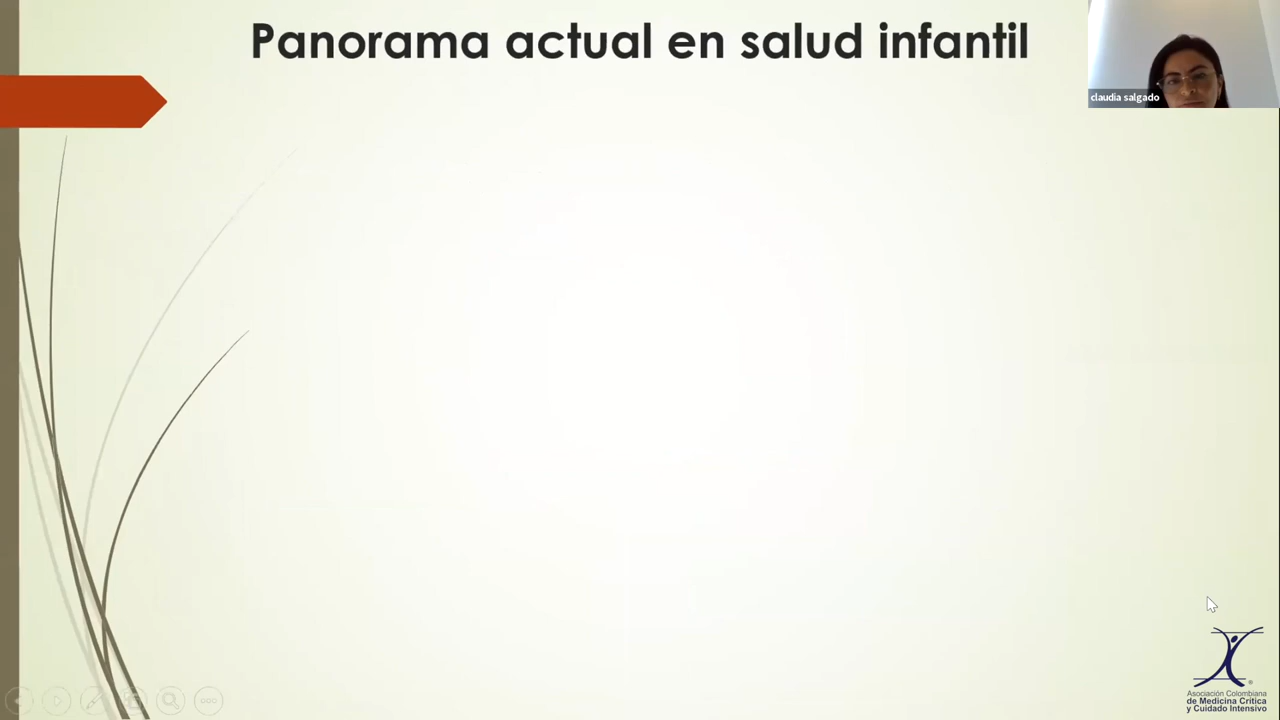 Panorama actual en salud infantil
claudia salgado
Asociación Colombiana
de Medicina Crítica
y Cuidado Intensivo